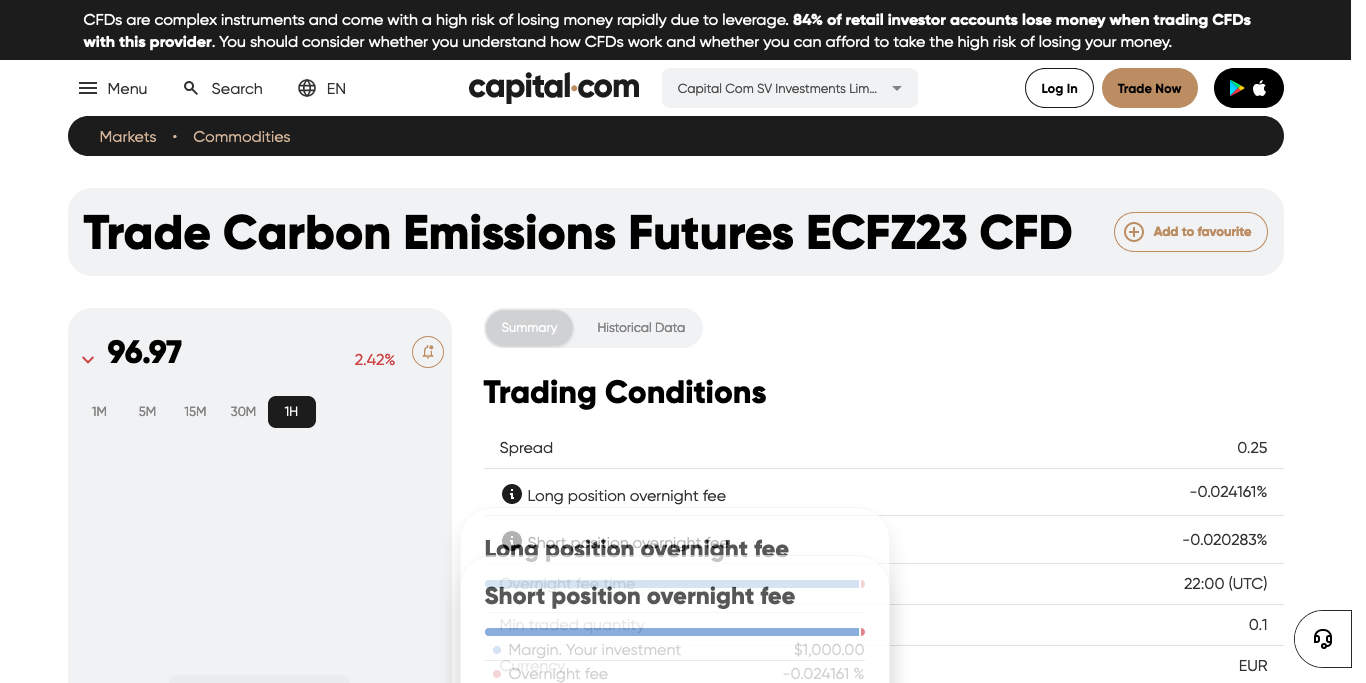 CFDs are complex instruments and come with a high risk of losing money rapidly due to leverage. 84% of retail investor accounts lose money when trading CFDs
with this provider. You should consider whether you understand how CFDs work and whether you can afford to take the high risk of losing your money.
Menu Search EN capital.com Capital Com SV Investments Lim... Log In Trade Now
Markets • Commodities
Trade Carbon Emissions Futures ECFZ23 CFD Add to favourite
96.97 2.42%
1M 5M 15M 30M 1H
Summary Historical Data
Trading Conditions
Spread 0.25
Long position overnight fee -0.024161%
Short position overnight fee -0.020283%
Long position overnight fee
Overnight fee time 22:00 (UTC)
Short position overnight fee
Min traded quantity 0.1
Margin. Your investment $1,000.00
Currency EUR
Overnight fee -0.024161 %